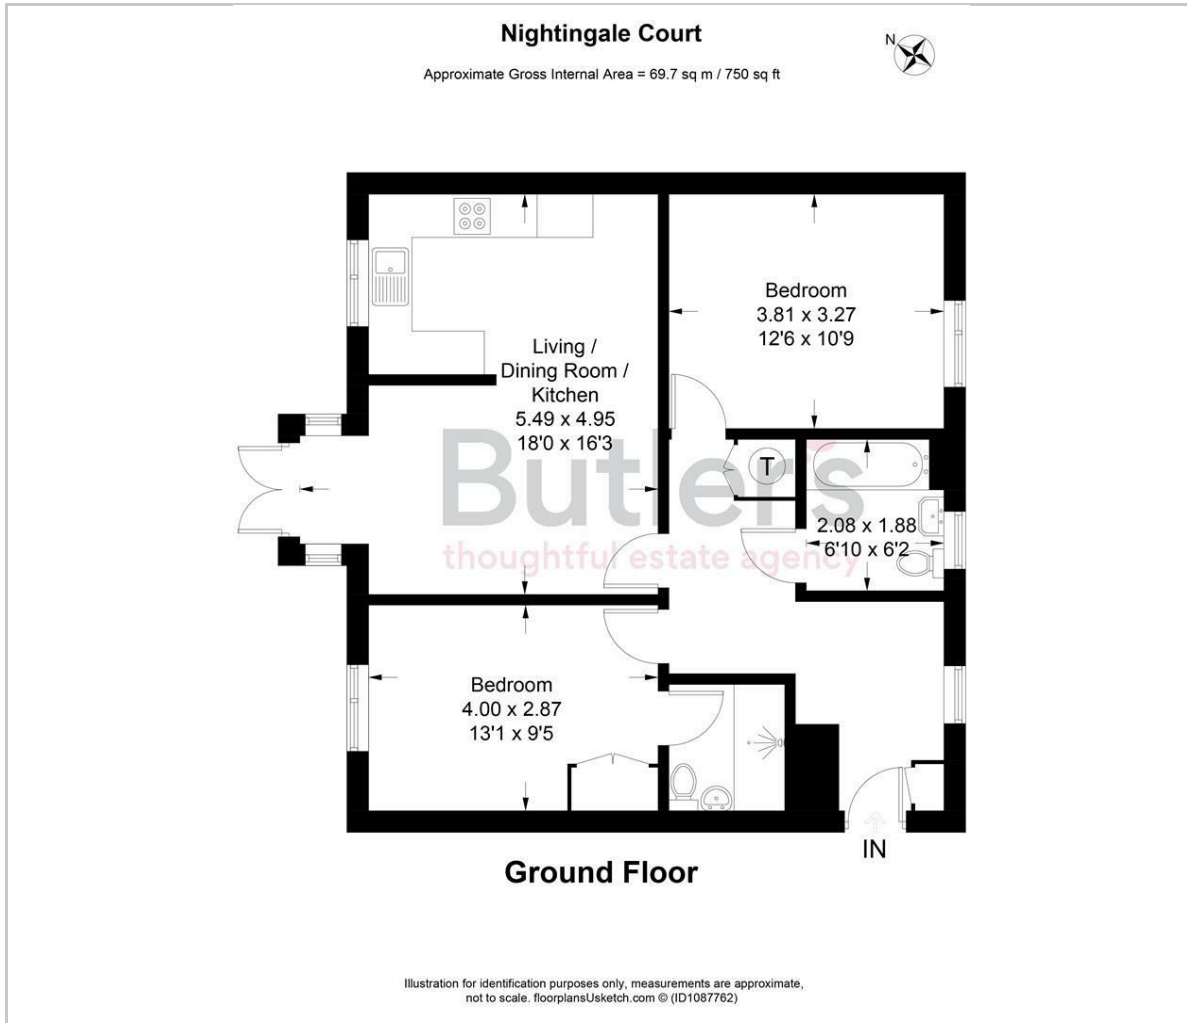 Nightingale Court
Approximate Gross Internal Area = 69.7 sq m / 750 sq ft
N
Bedroom
3.81 x 3.27
12'6 x 10'9
Living /
Dining Room /
Kitchen
5.49 x 4.95
18'0 x 16'3
T
Butlers
thoughtful estate agency
2.08 x 1.88
6'10 x 6'2
Bedroom
4.00 x 2.87
13'1 x 9'5
IN
Ground Floor
Illustration for identification purposes only, measurements are approximate,
not to scale. floorplansUsketch.com © (ID1087762)